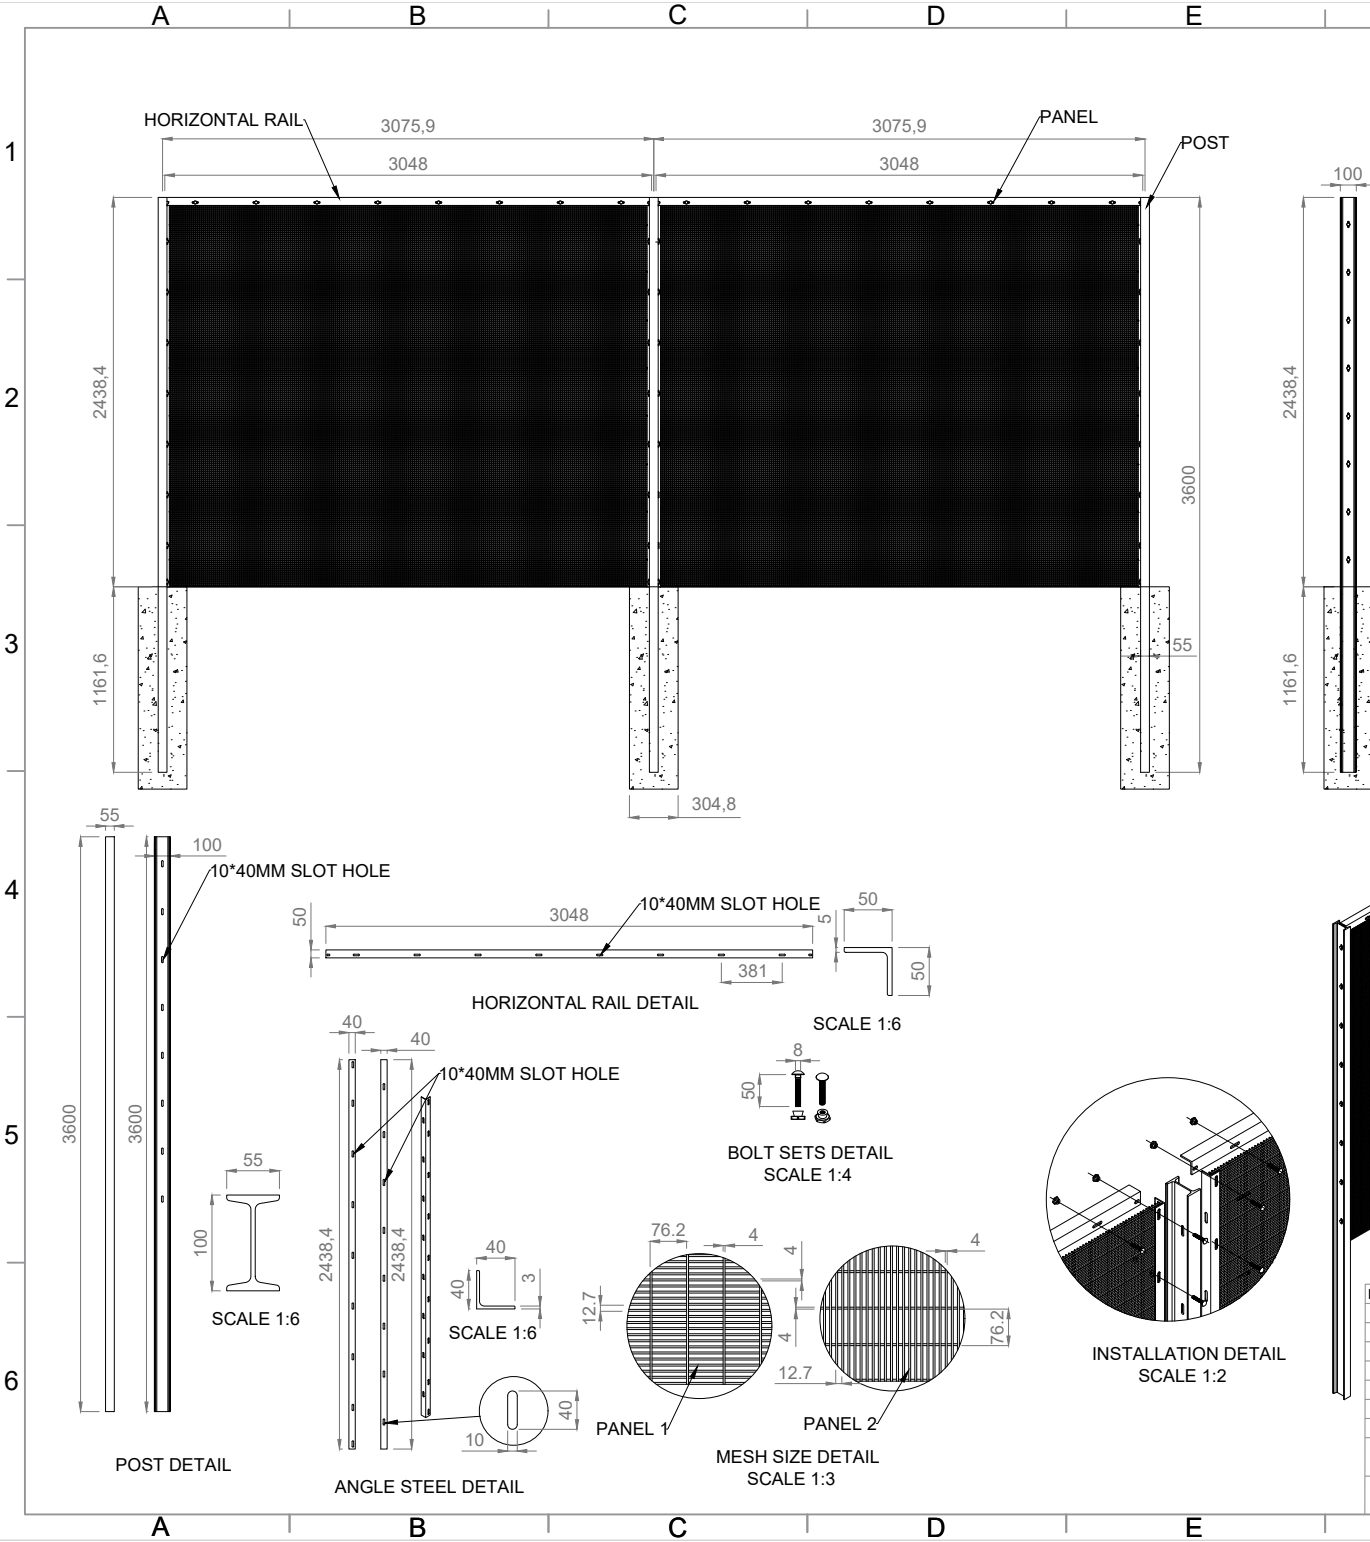 A B C D E
1
HORIZONTAL RAIL
3075,9
3075,9
PANEL
POST
3048
3048
100
2
2438,4
3600
2438,4
3
1161,6
55
1161,6
304,8
4
55
100
10*40MM SLOT HOLE
3600
3600
55
100
SCALE 1:6
POST DETAIL
50
3048
10*40MM SLOT HOLE
381
HORIZONTAL RAIL DETAIL
50
5
50
SCALE 1:6
5
40
40
10*40MM SLOT HOLE
2438,4
2438,4
40
40
3
SCALE 1:6
40
10
ANGLE STEEL DETAIL
8
50
BOLT SETS DETAIL
SCALE 1:4
6
76.2
4
4
12.7
4
4
76.2
12.7
PANEL 1
PANEL 2
MESH SIZE DETAIL
SCALE 1:3
INSTALLATION DETAIL
SCALE 1:2
A B C D E